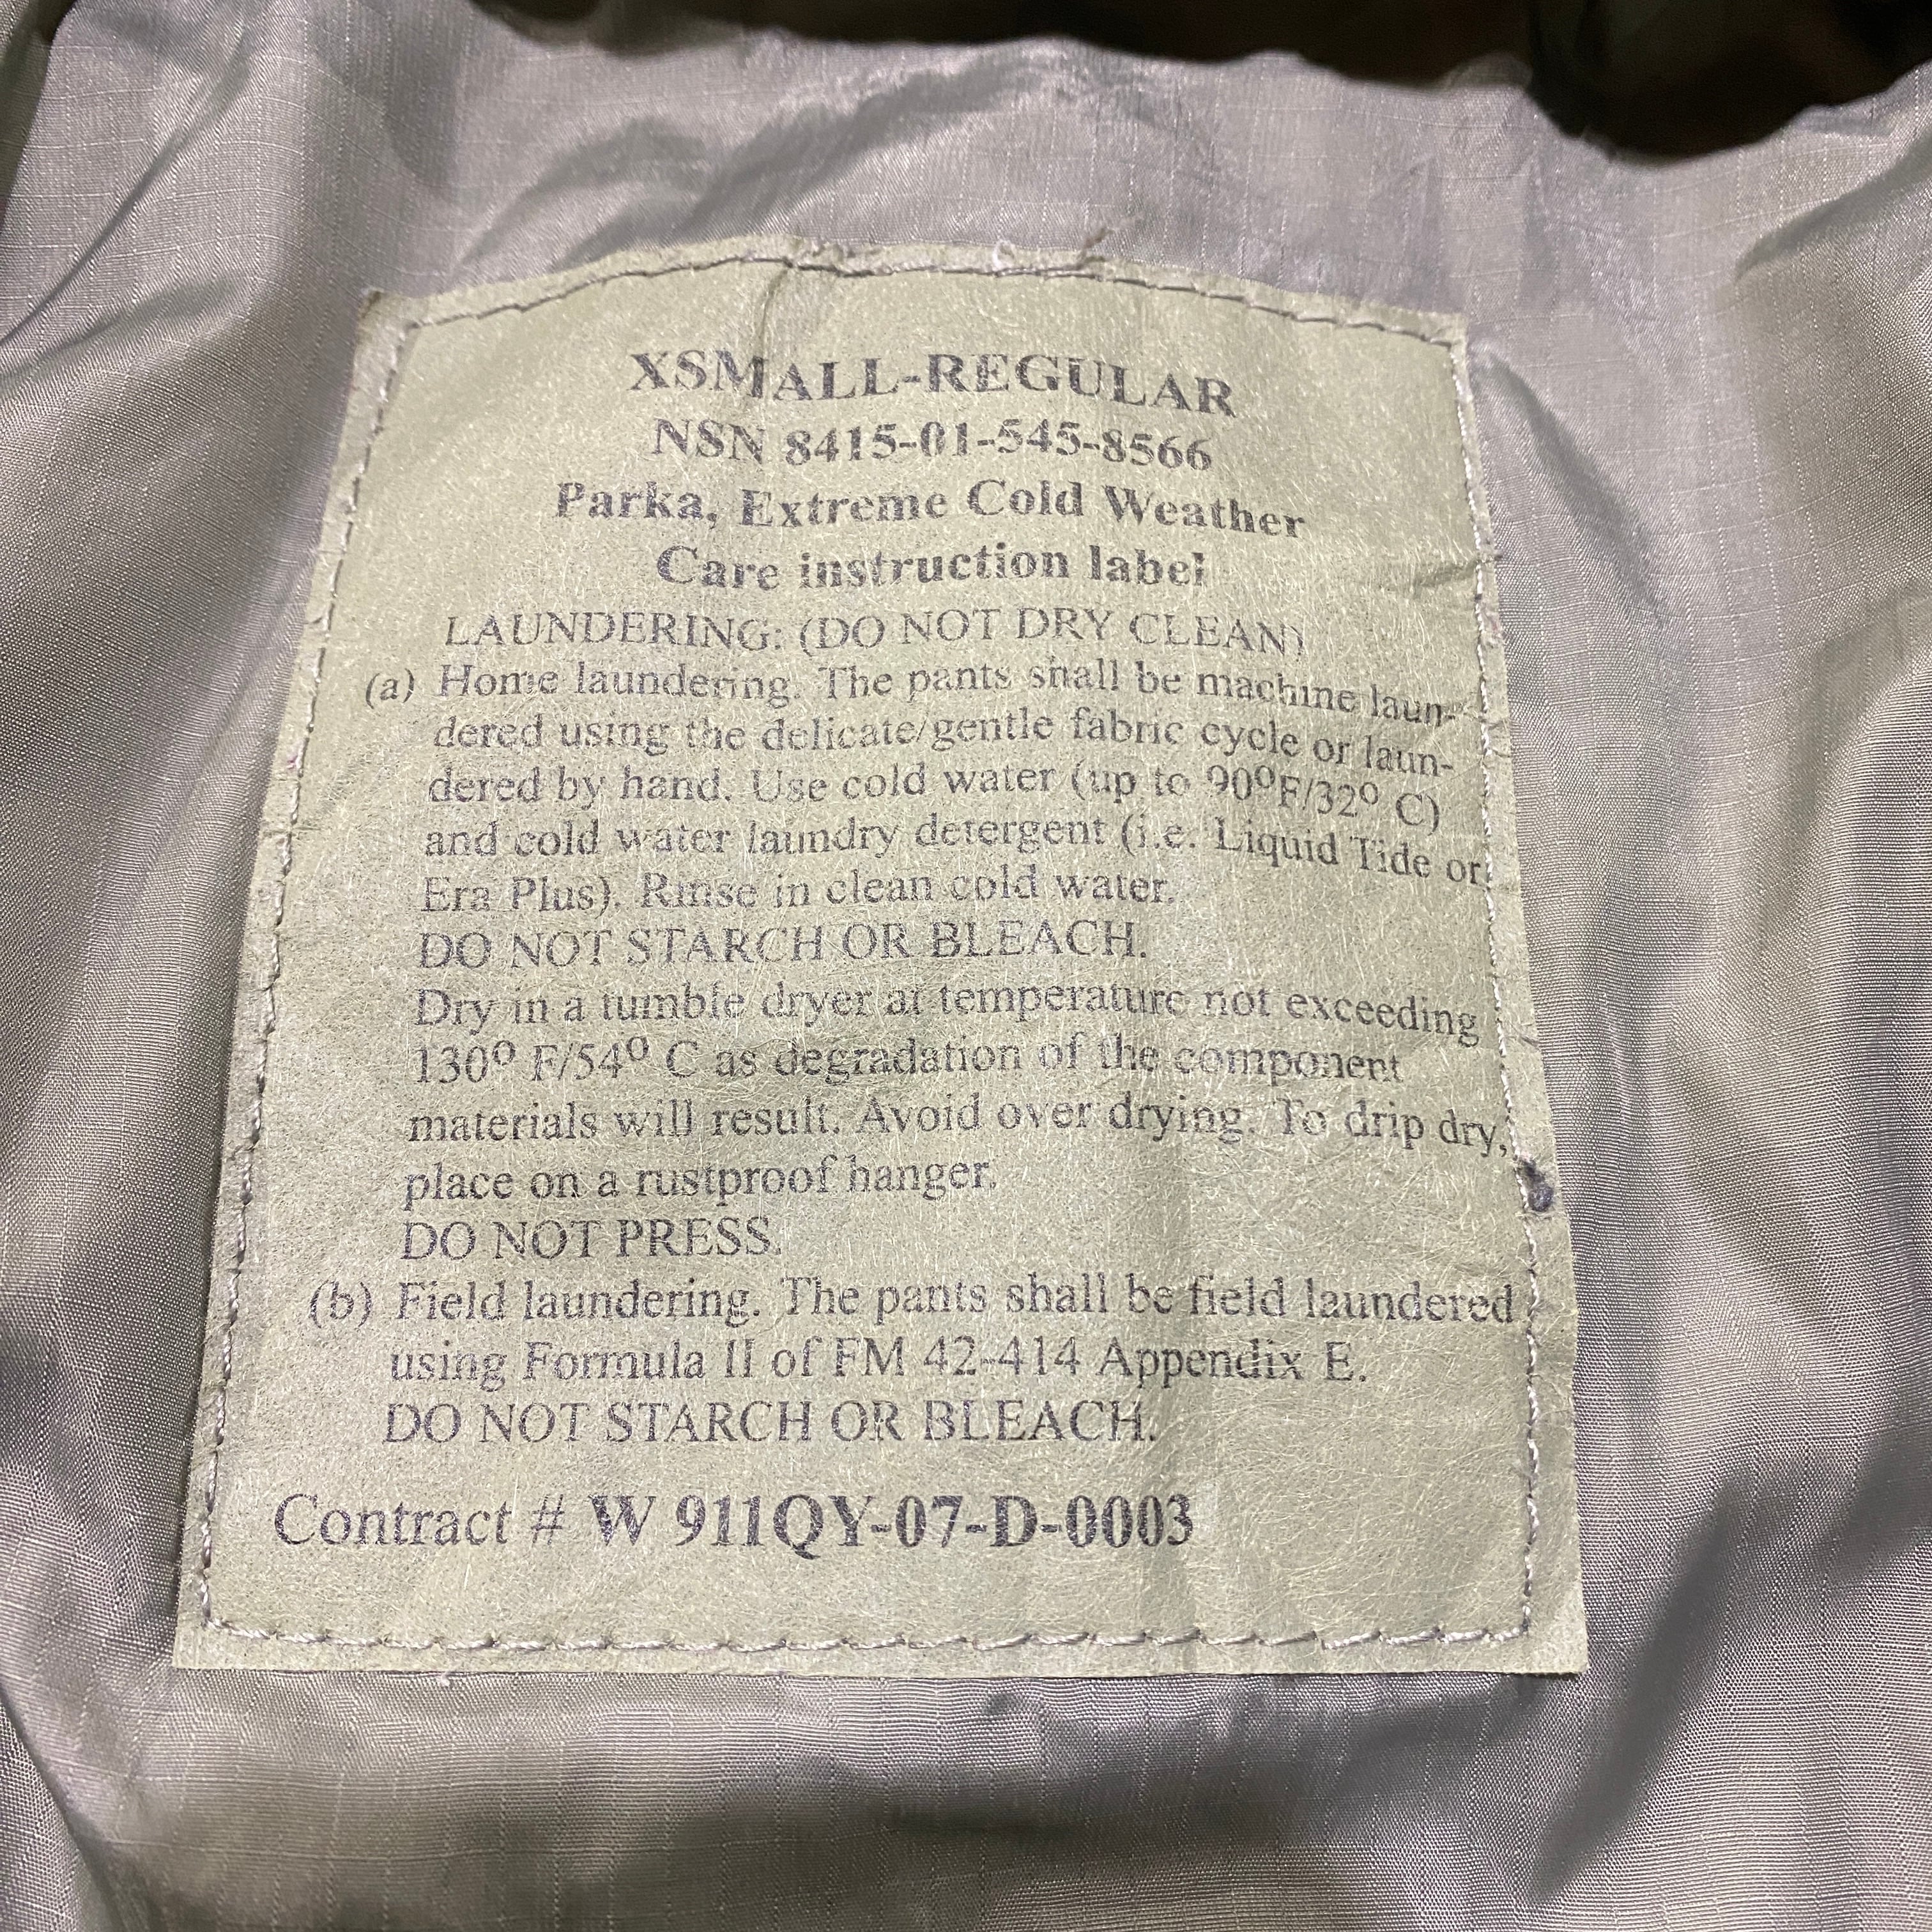 XSMALL-REGULAR
NSN 8415-01-545-8566
Parka, Extreme Cold Weather
Care instruction label
LAUNDERING: (DO NOT DRY CLEAN)
(a) Home laundering. The pants shall be machine laun-
dered using the delicate/gentle fabric cycle or laun-
dered by hand. Use cold water (up to 90º F/32º C)
and cold water laundry detergent (i.e. Liquid Tide or
Era Plus). Rinse in clean cold water.
DO NOT STARCH OR BLEACH.
Dry in a tumble dryer at temperature not exceeding
130º F/54º C as degradation of the component
materials will result. Avoid over drying. To drip dry,
place on a rustproof hanger.
DO NOT PRESS.
(b) Field laundering. The pants shall be field laundered
using Formula II of FM 42-414 Appendix E.
DO NOT STARCH OR BLEACH.
Contract # W 911QY-07-D-0003